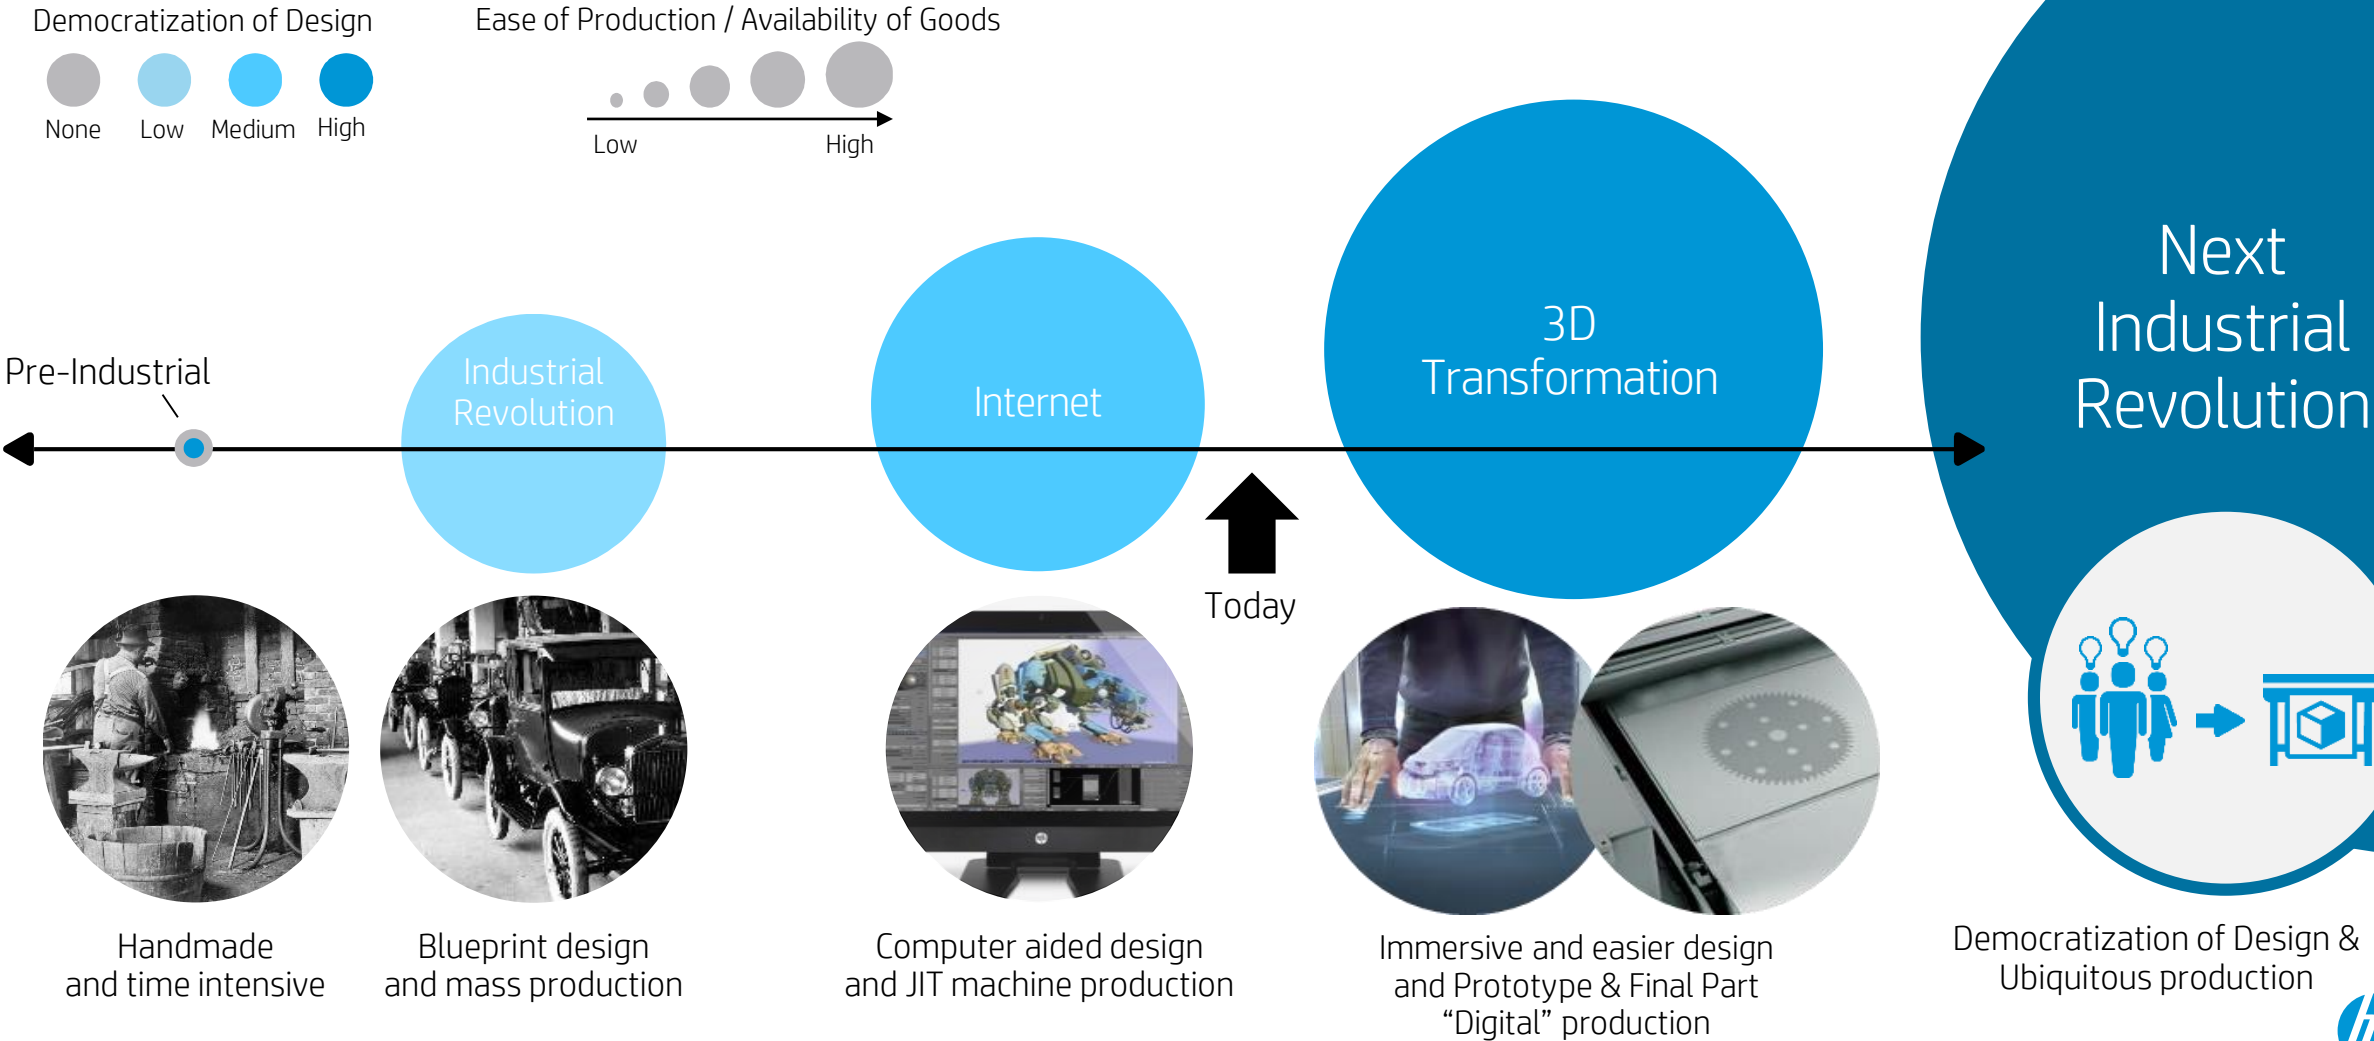 Democratization of Design
None Low Medium High
Ease of Production / Availability of Goods
Low High
Pre-Industrial
Industrial
Revolution
Internet
Today
3D
Transformation
Next
Industrial
Revolution
Handmade
and time intensive
Blueprint design
and mass production
Computer aided design
and JIT machine production
Immersive and easier design
and Prototype & Final Part
“Digital” production
Democratization of Design &
Ubiquitous production